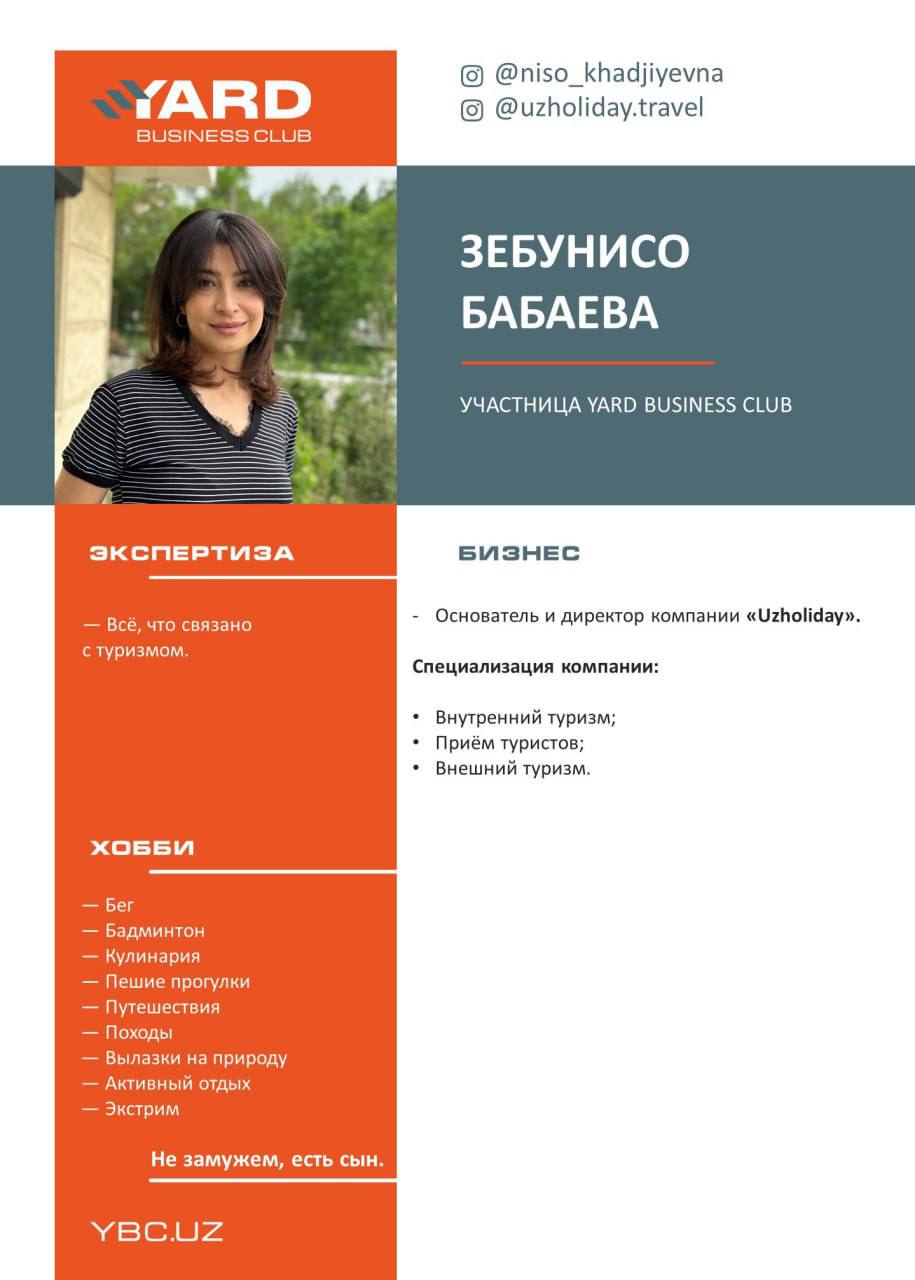 YARD
BUSINESS CLUB
@niso_khadjiyevna
@uzholiday.travel
ЗЕБУНИСО
БАБАЕВА
УЧАСТНИЦА YARD BUSINESS CLUB
ЭКСПЕРТИЗА
— Всё, что связано
с туризмом.
БИЗНЕС
- Основатель и директор компании «Uzholiday».
Специализация компании:
• Внутренний туризм;
• Приём туристов;
• Внешний туризм.
ХОББИ
— Бег
— Бадминтон
— Кулинария
— Пешие прогулки
— Путешествия
— Походы
— Вылазки на природу
— Активный отдых
— Экстрим
Не замужем, есть сын.
YBC.UZ